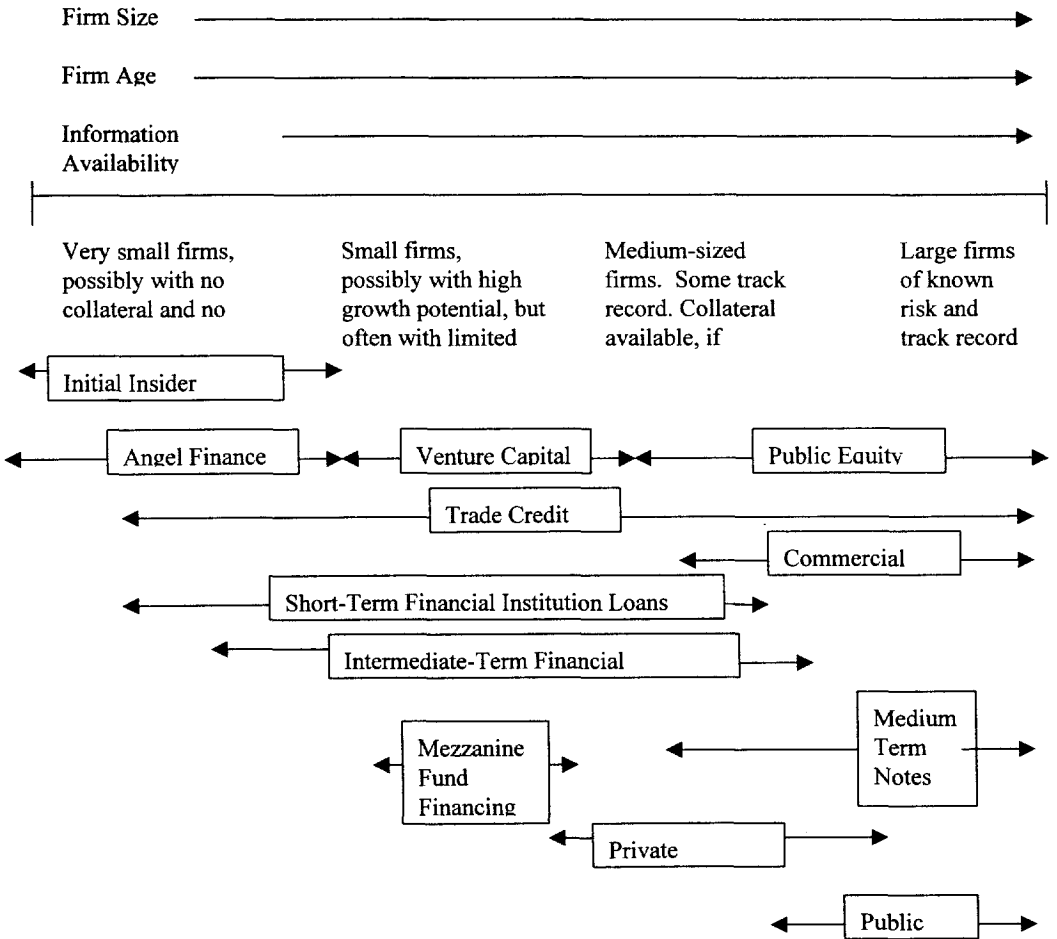 Firm Size
Firm Age
Information
Availability
Very small firms,
possibly with no
collateral and no
Small firms,
possibly with high
growth potential, but
often with limited
Medium-sized
firms. Some track
record. Collateral
available, if
Large firms
of known
risk and
track record
Initial Insider
Angel Finance
Venture Capital
Public Equity
Trade Credit
Commercial
Short-Term Financial Institution Loans
Intermediate-Term Financial
Mezzanine
Fund
Financing
Medium
Term
Notes
Private
Public